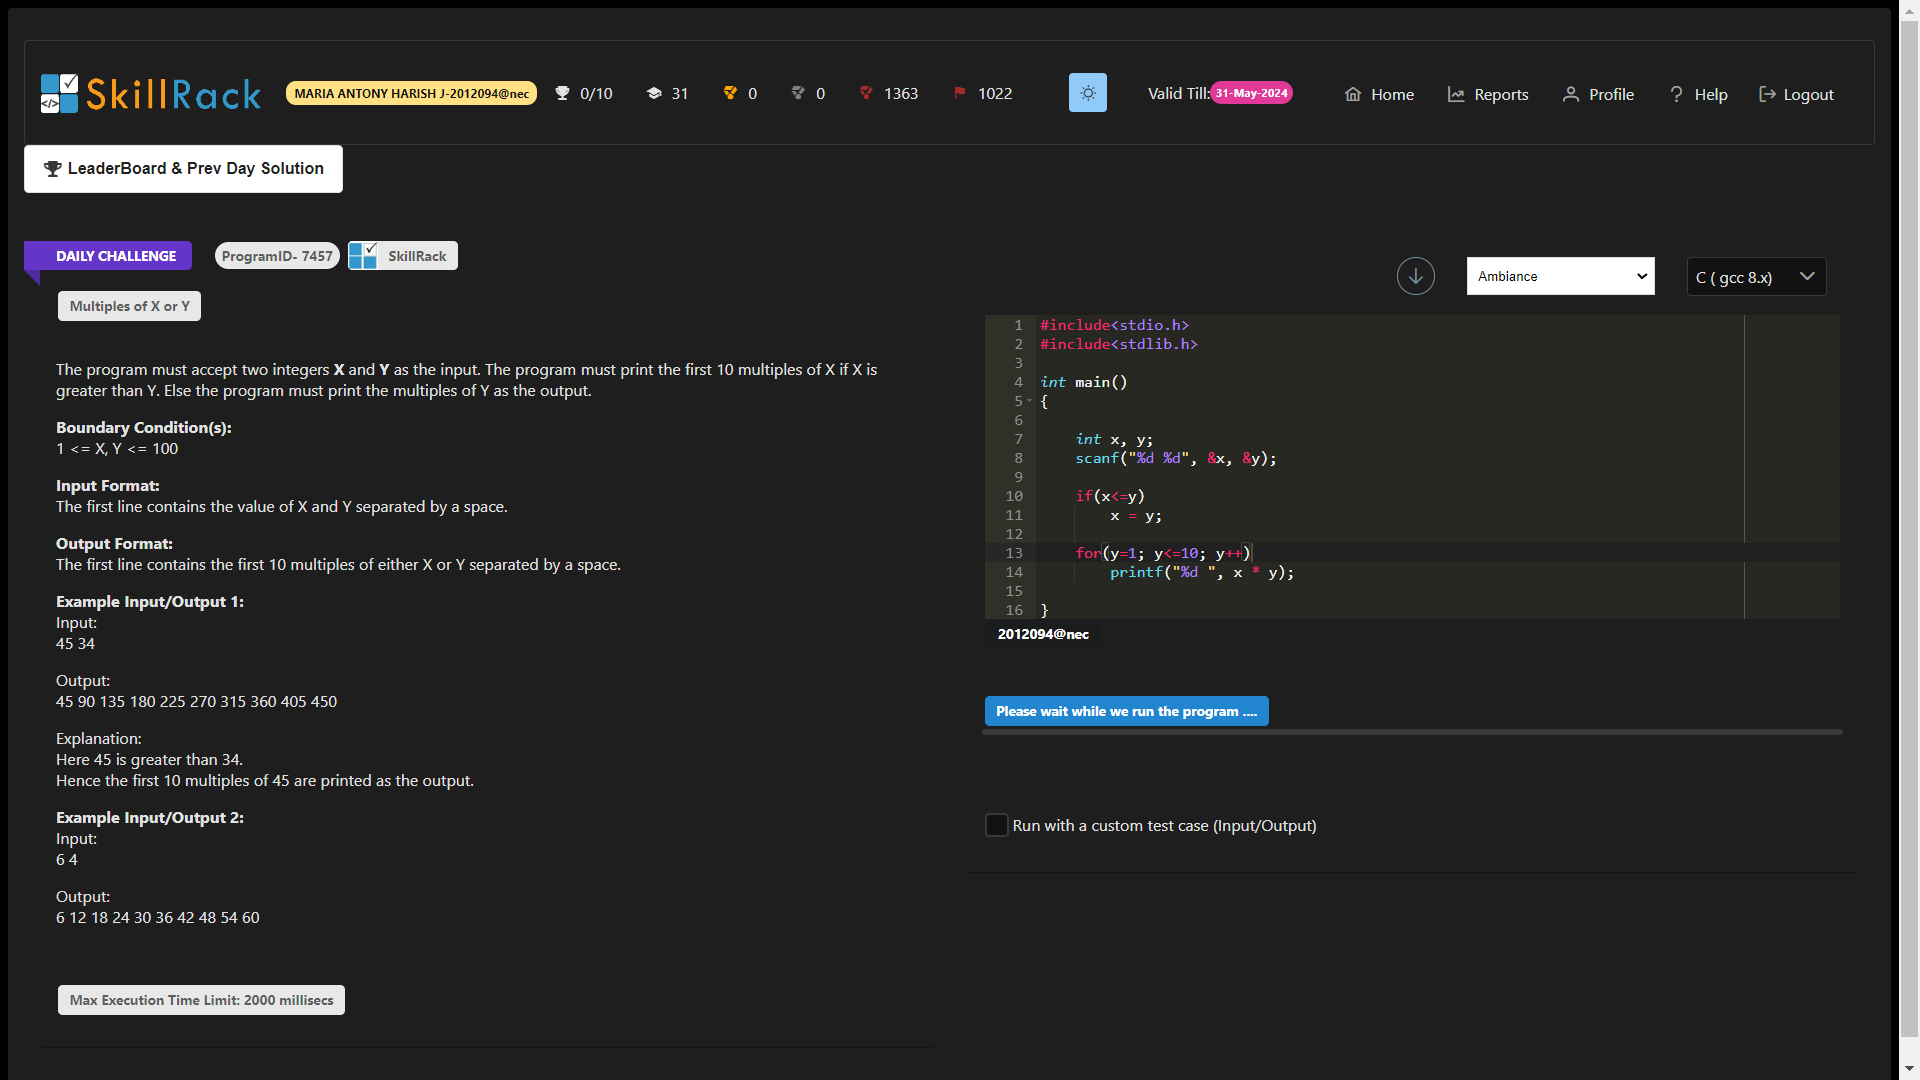 SkillRack
MARIA ANTONY HARISH J-2012094@nec
0/10
31
0
0
1363
1022
Valid Till: 31-May-2024
Home
Reports
Profile
Help
Logout
LeaderBoard & Prev Day Solution
DAILY CHALLENGE
ProgramID- 7457
SkillRack
Multiples of X or Y
The program must accept two integers X and Y as the input. The program must print the first 10 multiples of X if X is
greater than Y. Else the program must print the multiples of Y as the output.
Boundary Condition(s):
1 <= X, Y <= 100
Input Format:
The first line contains the value of X and Y separated by a space.
Output Format:
The first line contains the first 10 multiples of either X or Y separated by a space.
Example Input/Output 1:
Input:
45 34
Output:
45 90 135 180 225 270 315 360 405 450
Explanation:
Here 45 is greater than 34.
Hence the first 10 multiples of 45 are printed as the output.
Example Input/Output 2:
Input:
6 4
Output:
6 12 18 24 30 36 42 48 54 60
Max Execution Time Limit: 2000 millisecs
Ambiance
C ( gcc 8.x)
1 #include<stdio.h>
2 #include<stdlib.h>
3
4 int main()
5 {
6
7 int x, y;
8 scanf("%d %d", &x, &y);
9
10 if(x<=y)
11 x = y;
12
13 for(y=1; y<=10; y++)
14 printf("%d ", x * y);
15
16 }
2012094@nec
Please wait while we run the program ....
Run with a custom test case (Input/Output)